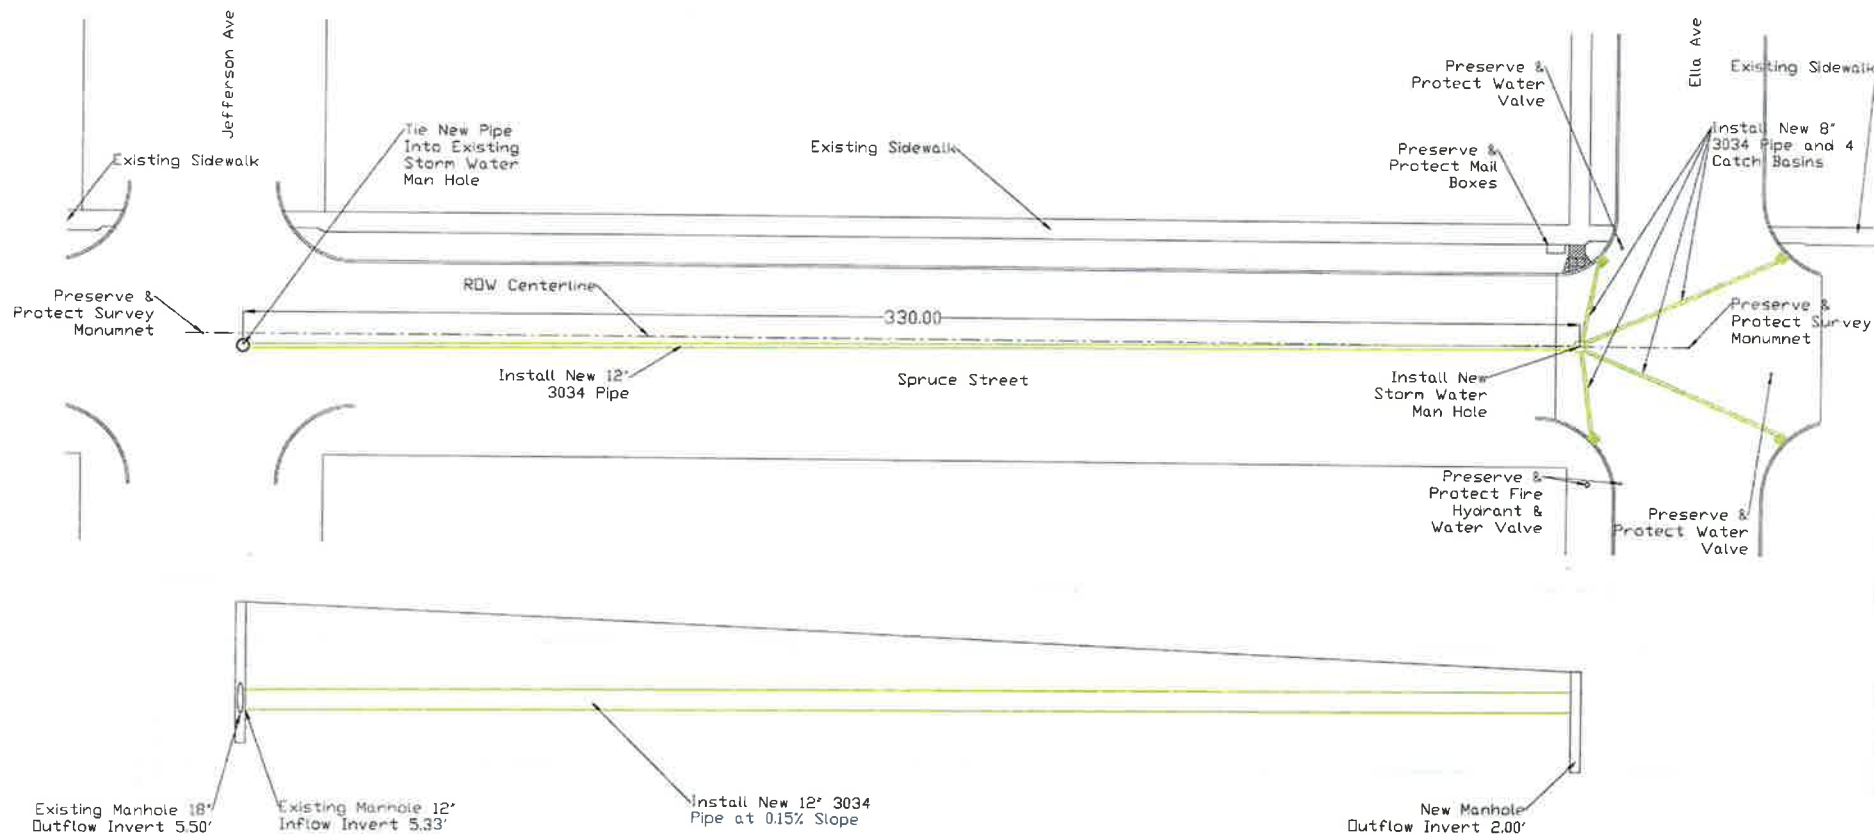 Jefferson Ave
Ella Ave
Existing Sidewalk
Tie New Pipe
Into Existing
Storm Water
Man Hole
Existing Sidewalk
Preserve &
Protect Water
Valve
Preserve &
Protect Mail
Boxes
Existing Sidewalk
Install New 8"
3034 Pipe and 4
Catch Basins
Preserve &
Protect Survey
Monumnet
ROW Centerline
330.00
Preserve &
Protect Survey
Monumnet
Install New 12"
3034 Pipe
Spruce Street
Install New
Storm Water
Man Hole
Preserve &
Protect Fire
Hydrant &
Water Valve
Preserve &
Protect Water
Valve
Existing Manhole 18"
Outflow Invert 5.50'
Existing Manhole 12"
Inflow Invert 5.33'
Install New 12" 3034
Pipe at 0.15% Slope
New Manhole
Outflow Invert 2.00'